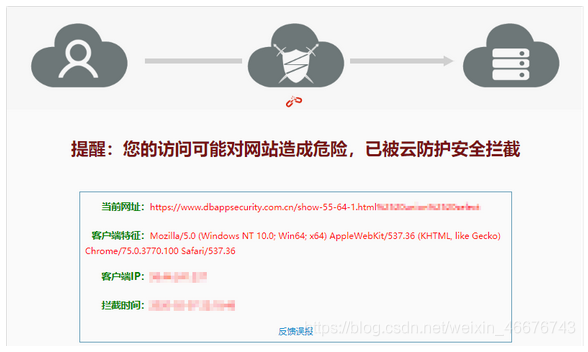 提醒：您的访问可能对网站造成危险，已被云防护安全拦截
当前网址：https://www.dbappsecurity.com.cn/show-55-64-1.html
客户端特征：Mozilla/5.0 (Windows NT 10.0; Win64; x64) AppleWebKit/537.36 (KHTML, like Gecko)
Chrome/75.0.3770.100 Safari/537.36
客户端IP：
拦截时间：
反馈误报
https://blog.csdn.net/weixin_46676743